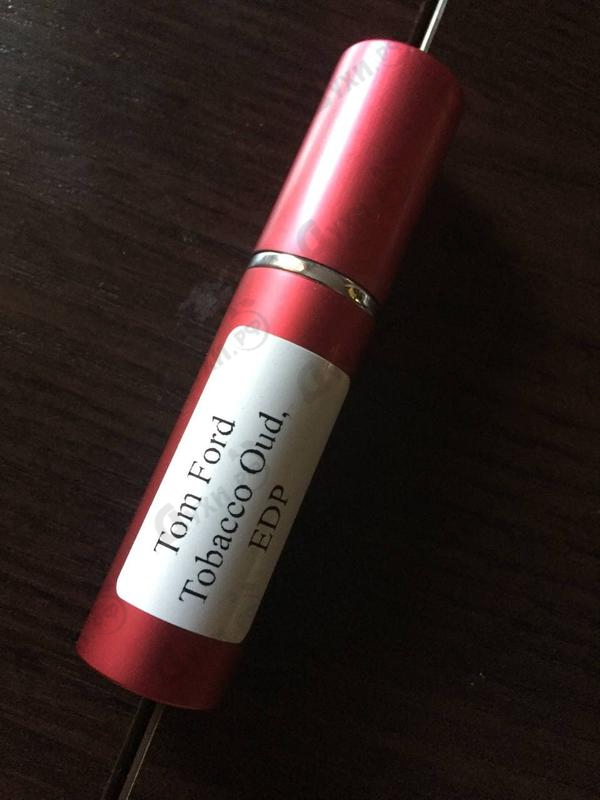 Tom Ford
Tobacco Oud,
EDP